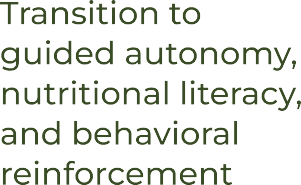 Transition to
guided autonomy,
nutritional literacy,
and behavioral
reinforcement